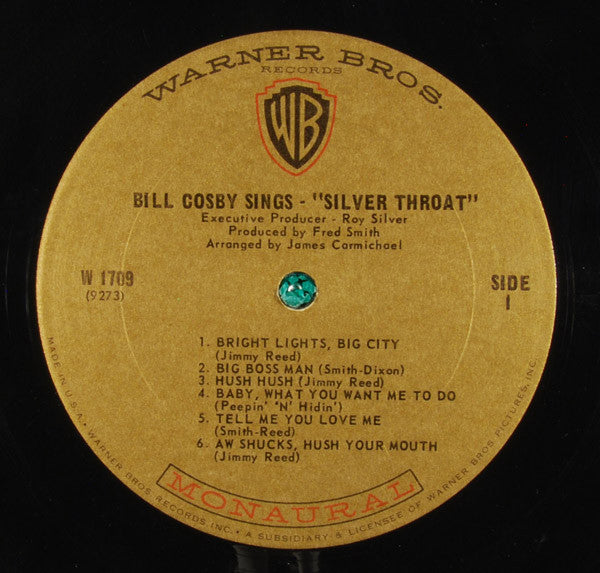 WARNER BROS.
RECORDS
WB
BILL COSBY SINGS - "SILVER THROAT"
Executive Producer - Roy Silver
Produced by Fred Smith
Arranged by James Carmichael
W 1709
(9273)
SIDE
1
1. BRIGHT LIGHTS, BIG CITY
(Jimmy Reed)
2. BIG BOSS MAN (Smith-Dixon)
3. HUSH HUSH (Jimmy Reed)
4. BABY, WHAT YOU WANT ME TO DO
(Peepin' 'N' Hidin')
5. TELL ME YOU LOVE ME
(Smith-Reed)
6. AW SHUCKS, HUSH YOUR MOUTH
(Jimmy Reed)
MONAURAL
MADE IN U.S.A. • WARNER BROS RECORDS INC. • A SUBSIDIARY & LICENSEE OF WARNER BROS PICTURES, INC.